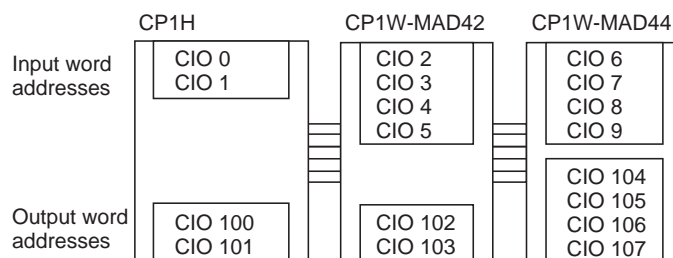 CP1H CP1W-MAD42 CP1W-MAD44
Input word addresses
CIO 0
CIO 1
CIO 2
CIO 3
CIO 4
CIO 5
CIO 6
CIO 7
CIO 8
CIO 9
Output word addresses
CIO 100
CIO 101
CIO 102
CIO 103
CIO 104
CIO 105
CIO 106
CIO 107